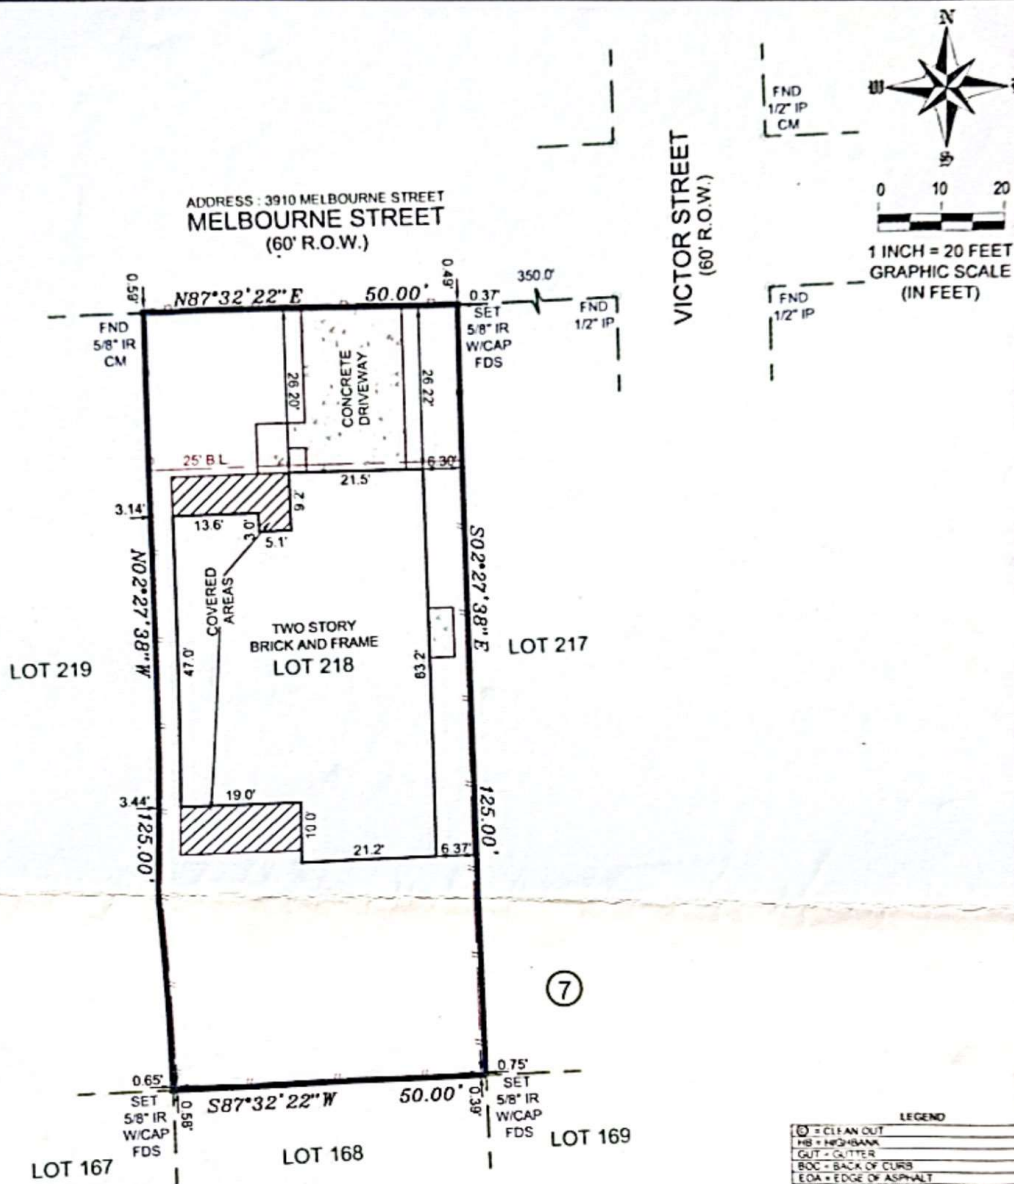 N
W
S
FND
1/2" IP
CM
0 10 20
1 INCH = 20 FEET
GRAPHIC SCALE
(IN FEET)
VICTOR STREET
(60' R.O.W.)
ADDRESS : 3910 MELBOURNE STREET
MELBOURNE STREET
(60' R.O.W.)
0.59'
N87°32'22"E 50.00'
0.49'
0.37'
350.0'
FND
5/8" IR
CM
SET
5/8" IR
W/CAP
FDS
FND
1/2" IP
FND
1/2" IP
26.20'
CONCRETE
DRIVEWAY
26.22'
25' B.L.
6.30'
21.5'
9.2'
3.14'
13.6'
3.0'
5.1'
N02°27'38"W
S02°27'38"E
COVERED
AREAS
TWO STORY
BRICK AND FRAME
LOT 218
LOT 219
LOT 217
47.0'
63.2'
3.44'
19.0'
10.0'
125.00'
125.00'
21.2'
6.37'
7
0.65'
0.75'
SET
5/8" IR
W/CAP
FDS
0.58'
S87°32'22"W 50.00'
0.39'
SET
5/8" IR
W/CAP
FDS
LOT 167
LOT 168
LOT 169
LEGEND
= CLEAN OUT
HB = HIGHBANK
GUT = GUTTER
BOC = BACK OF CURB
EOA = EDGE OF ASPHALT